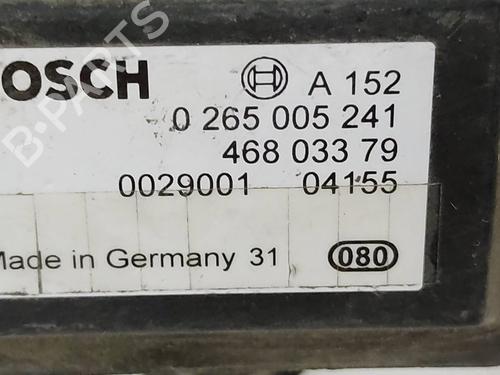 BOSCH A 152
0 265 005 241
468 033 79
0029001 04155
Made in Germany 31 080
B-PARTS